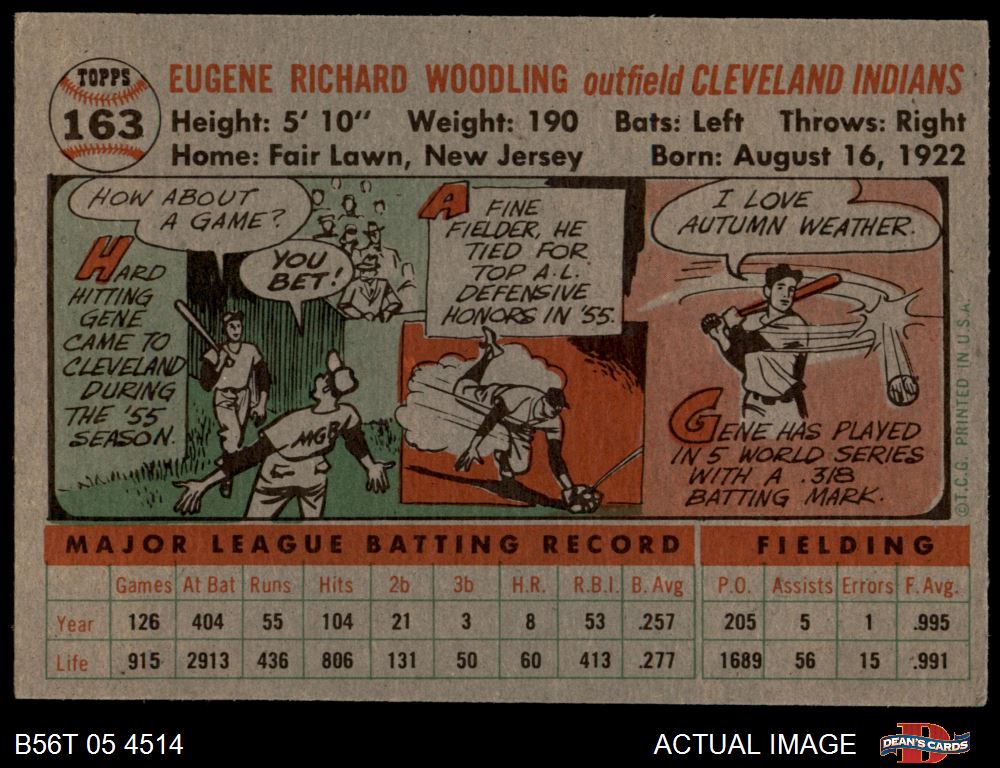 TOPPS
163
EUGENE RICHARD WOODLING outfield CLEVELAND INDIANS
Height: 5' 10" Weight: 190 Bats: Left Throws: Right
Home: Fair Lawn, New Jersey Born: August 16, 1922
HOW ABOUT
A GAME?
YOU
BET!
HARD
HITTING
GENE
CAME TO
CLEVELAND
DURING
THE '55
SEASON.
MGR
A FINE
FIELDER, HE
TIED FOR
TOP A.L.
DEFENSIVE
HONORS IN '55.
I LOVE
AUTUMN WEATHER.
GENE HAS PLAYED
IN 5 WORLD SERIES
WITH A .318
BATTING MARK.
©T.C.G. PRINTED IN U.S.A.
MAJOR LEAGUE BATTING RECORD FIELDING
Games At Bat Runs Hits 2b 3b H.R. R.B.I. B. Avg P.O. Assists Errors F. Avg.
Year 126 404 55 104 21 3 8 53 .257 205 5 1 .995
Life 915 2913 436 806 131 50 60 413 .277 1689 56 15 .991
B56T 05 4514
ACTUAL IMAGE
DEAN'S CARDS